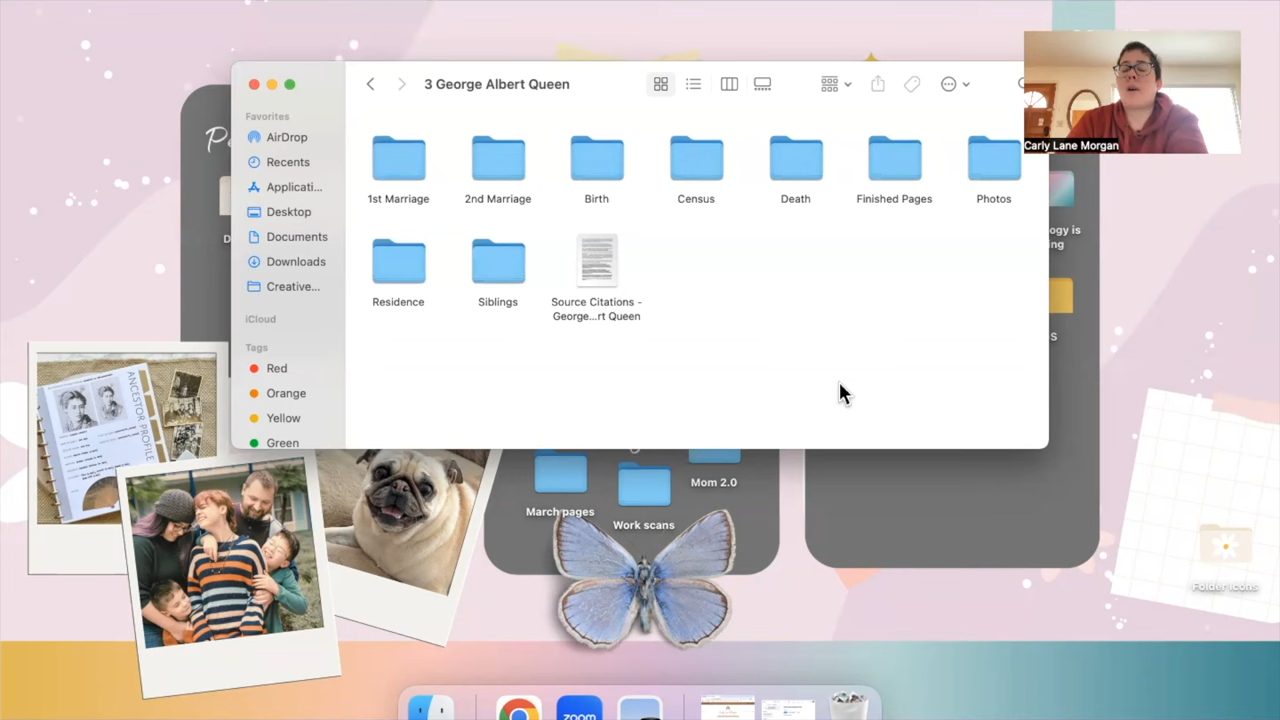 3 George Albert Queen
Carly Lane Morgan
Favorites
AirDrop
Recents
Applicati...
Desktop
Documents
Downloads
Creative...
iCloud
Tags
Red
Orange
Yellow
Green
1st Marriage
2nd Marriage
Birth
Census
Death
Finished Pages
Photos
Residence
Siblings
Source Citations -
George...rt Queen
ANCESTOR PROFILE
March pages
Work scans
Mom 2.0
Folder icons
zoom